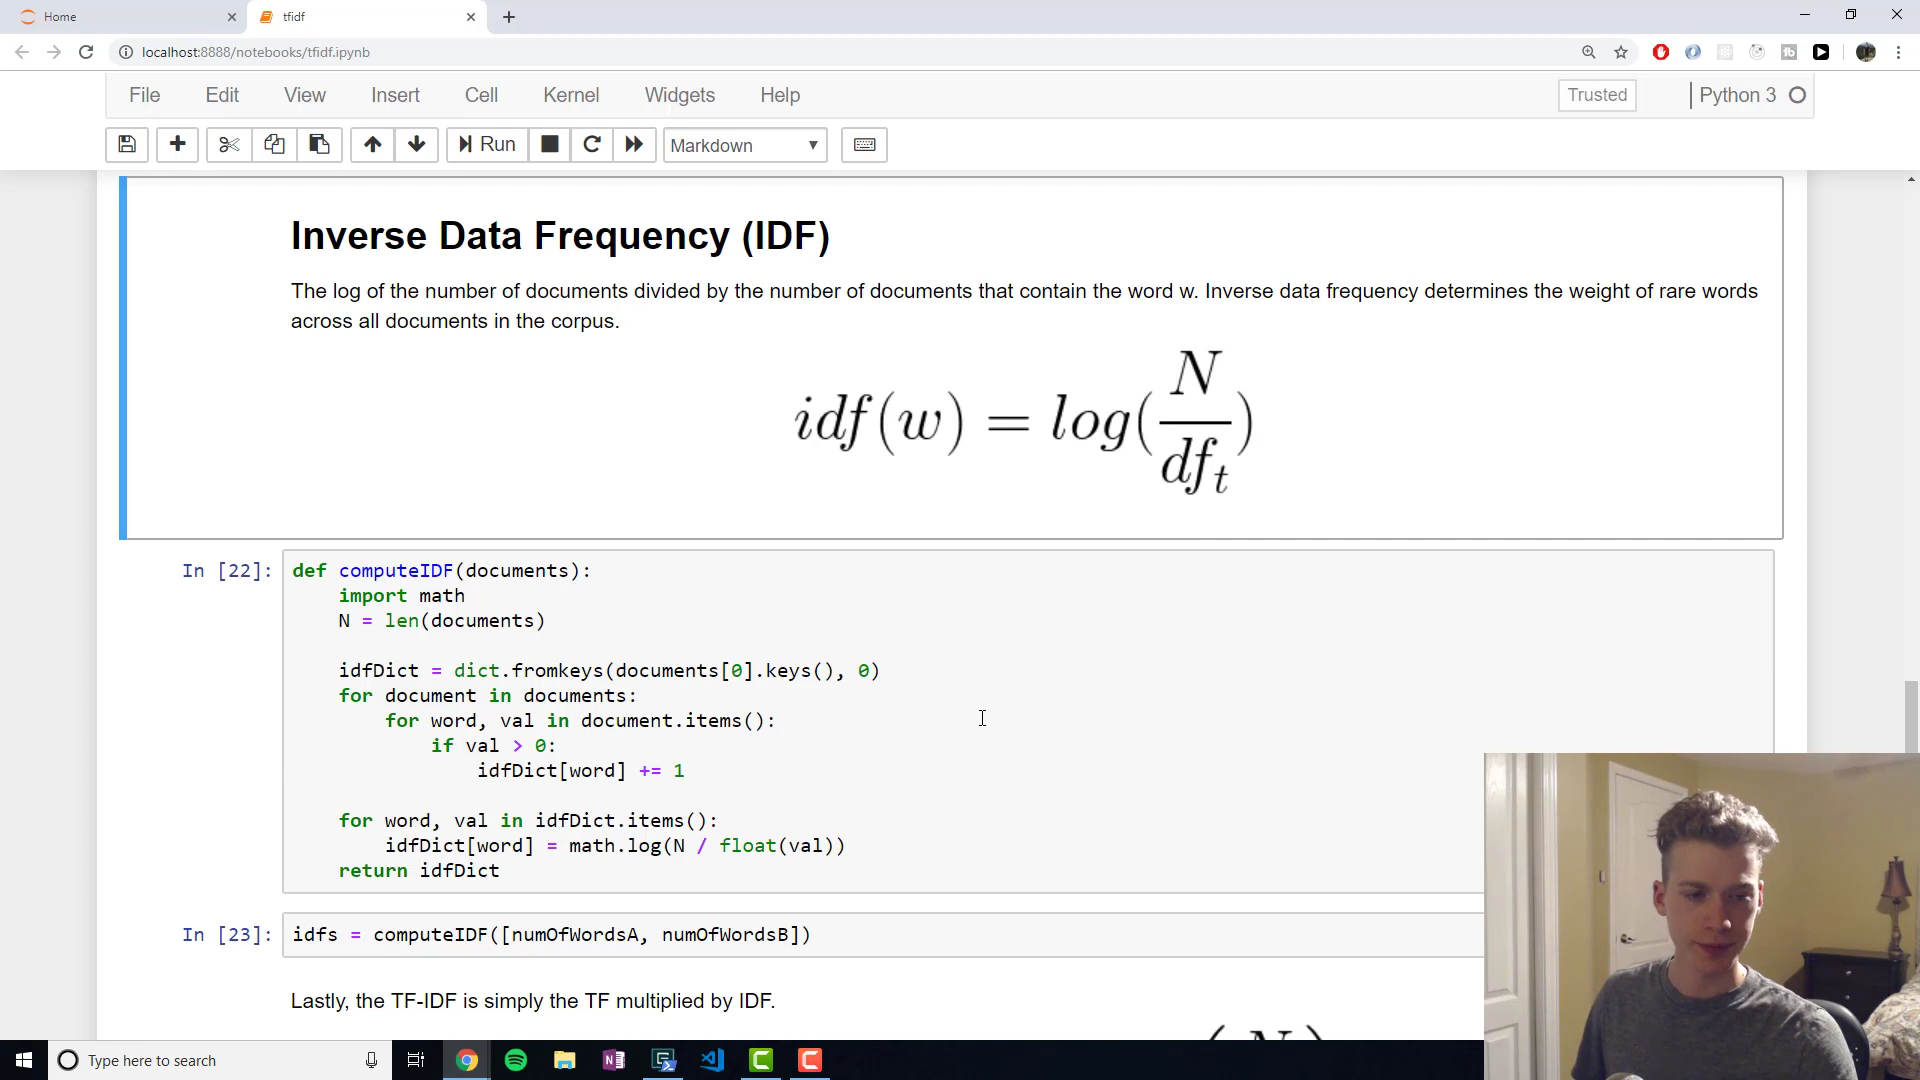 Home
tfidf
localhost:8888/notebooks/tfidf.ipynb
File Edit View Insert Cell Kernel Widgets Help
Trusted
Python 3
Run
Markdown
Inverse Data Frequency (IDF)
The log of the number of documents divided by the number of documents that contain the word w. Inverse data frequency determines the weight of rare words
across all documents in the corpus.
idf(w) = log(N/df_t)
In [22]:
def computeIDF(documents):
    import math
    N = len(documents)
    idfDict = dict.fromkeys(documents[0].keys(), 0)
    for document in documents:
        for word, val in document.items():
            if val > 0:
                idfDict[word] += 1
    for word, val in idfDict.items():
        idfDict[word] = math.log(N / float(val))
    return idfDict
In [23]:
idfs = computeIDF([numOfWordsA, numOfWordsB])
Lastly, the TF-IDF is simply the TF multiplied by IDF.
Type here to search